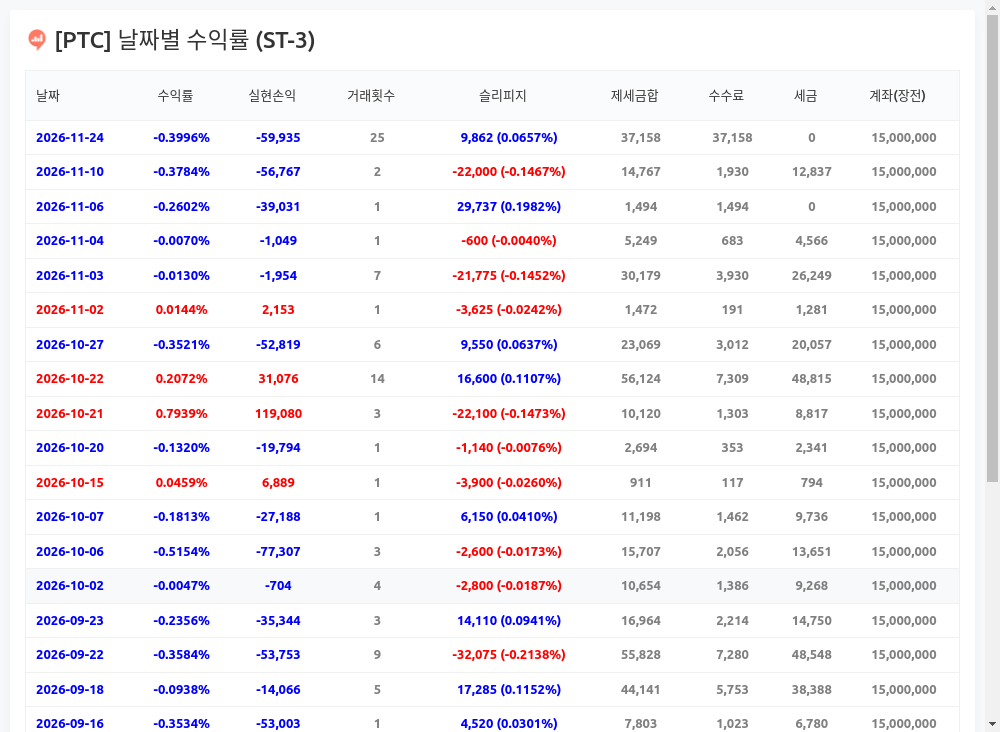 [PTC] 날짜별 수익률 (ST-3)
날짜 수익률 실현손익 거래횟수 슬리피지 제세금합 수수료 세금 계좌(장전)
2026-11-24 -0.3996% -59,935 25 9,862 (0.0657%) 37,158 37,158 0 15,000,000
2026-11-10 -0.3784% -56,767 2 -22,000 (-0.1467%) 14,767 1,930 12,837 15,000,000
2026-11-06 -0.2602% -39,031 1 29,737 (0.1982%) 1,494 1,494 0 15,000,000
2026-11-04 -0.0070% -1,049 1 -600 (-0.0040%) 5,249 683 4,566 15,000,000
2026-11-03 -0.0130% -1,954 7 -21,775 (-0.1452%) 30,179 3,930 26,249 15,000,000
2026-11-02 0.0144% 2,153 1 -3,625 (-0.0242%) 1,472 191 1,281 15,000,000
2026-10-27 -0.3521% -52,819 6 9,550 (0.0637%) 23,069 3,012 20,057 15,000,000
2026-10-22 0.2072% 31,076 14 16,600 (0.1107%) 56,124 7,309 48,815 15,000,000
2026-10-21 0.7939% 119,080 3 -22,100 (-0.1473%) 10,120 1,303 8,817 15,000,000
2026-10-20 -0.1320% -19,794 1 -1,140 (-0.0076%) 2,694 353 2,341 15,000,000
2026-10-15 0.0459% 6,889 1 -3,900 (-0.0260%) 911 117 794 15,000,000
2026-10-07 -0.1813% -27,188 1 6,150 (0.0410%) 11,198 1,462 9,736 15,000,000
2026-10-06 -0.5154% -77,307 3 -2,600 (-0.0173%) 15,707 2,056 13,651 15,000,000
2026-10-02 -0.0047% -704 4 -2,800 (-0.0187%) 10,654 1,386 9,268 15,000,000
2026-09-23 -0.2356% -35,344 3 14,110 (0.0941%) 16,964 2,214 14,750 15,000,000
2026-09-22 -0.3584% -53,753 9 -32,075 (-0.2138%) 55,828 7,280 48,548 15,000,000
2026-09-18 -0.0938% -14,066 5 17,285 (0.1152%) 44,141 5,753 38,388 15,000,000
2026-09-16 -0.3534% -53,003 1 4,520 (0.0301%) 7,803 1,023 6,780 15,000,000